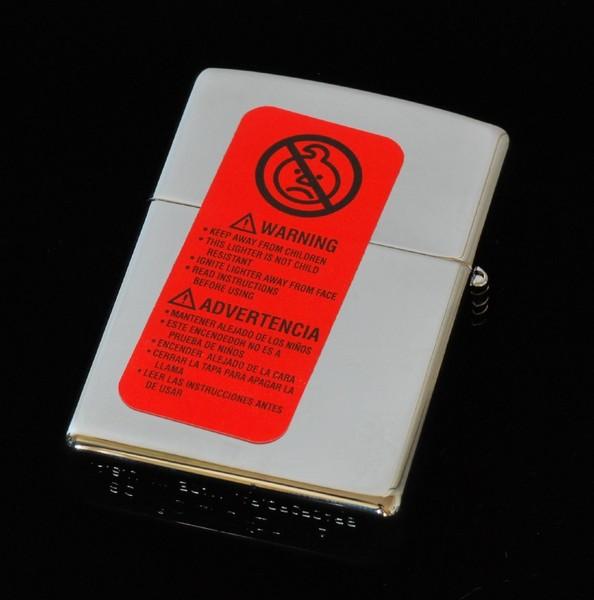 ⚠ WARNING
• KEEP AWAY FROM CHILDREN
• THIS LIGHTER IS NOT CHILD
RESISTANT
• IGNITE LIGHTER AWAY FROM FACE
• READ INSTRUCTIONS
BEFORE USING
⚠ ADVERTENCIA
• MANTENER ALEJADO DE LOS NIÑOS
• ESTE ENCENDEDOR NO ES A
PRUEBA DE NIÑOS
• ENCENDER ALEJADO DE LA CARA
• CERRAR LA TAPA PARA APAGAR LA
LLAMA
• LEER LAS INSTRUCCIONES ANTES
DE USAR